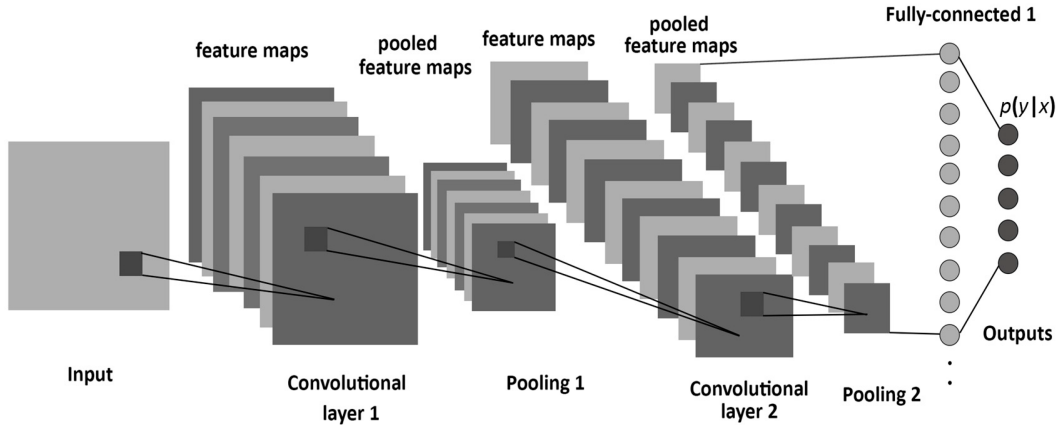 Fully-connected 1
feature maps
pooled
feature maps
feature maps
pooled
feature maps
p(y|x)
Outputs
Input
Convolutional
layer 1
Pooling 1
Convolutional
layer 2
Pooling 2